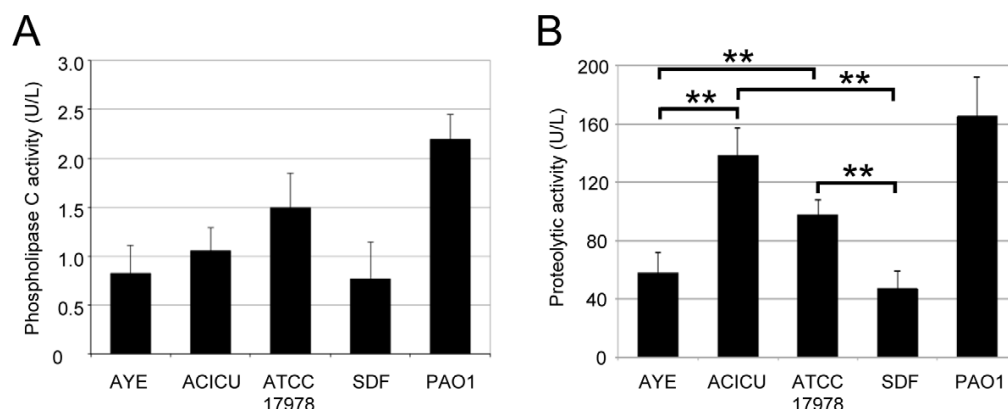 A
Phospholipase C activity (U/L)
3.0
2.5
2.0
1.5
1.0
0.5
0
AYE ACICU ATCC 17978 SDF PAO1
B
Proteolytic activity (U/L)
200
160
120
80
40
0
**
**
**
**
AYE ACICU ATCC 17978 SDF PAO1